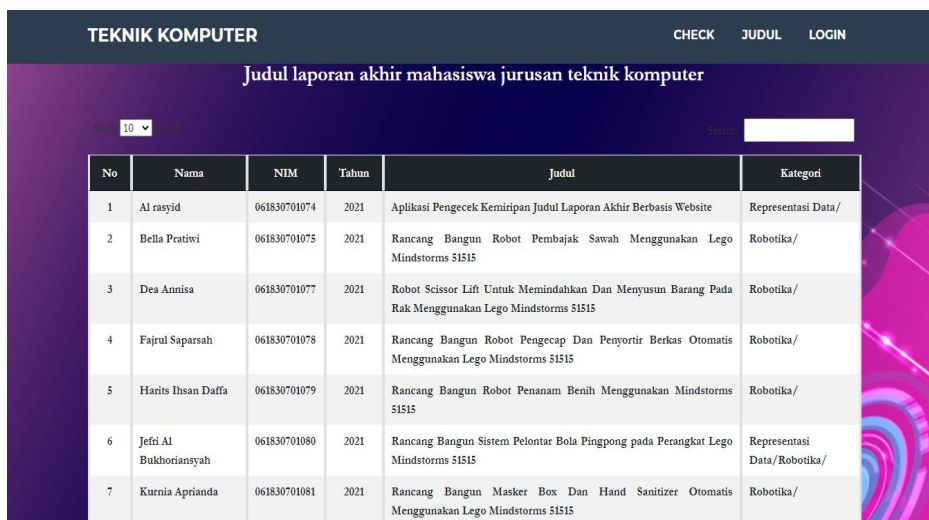 TEKNIK KOMPUTER CHECK JUDUL LOGIN
Judul laporan akhir mahasiswa jurusan teknik komputer
10
Search:
No Nama NIM Tahun Judul Kategori
1 Al rasyid 061830701074 2021 Aplikasi Pengecek Kemiripan Judul Laporan Akhir Berbasis Website Representasi Data/
2 Bella Pratiwi 061830701075 2021 Rancang Bangun Robot Pembajak Sawah Menggunakan Lego Robotika/
Mindstorms 51515
3 Dea Annisa 061830701077 2021 Robot Scissor Lift Untuk Memindahkan Dan Menyusun Barang Pada Robotika/
Rak Menggunakan Lego Mindstorms 51515
4 Fajrul Saparsah 061830701078 2021 Rancang Bangun Robot Pengecap Dan Penyortir Berkas Otomatis Robotika/
Menggunakan Lego Mindstorms 51515
5 Harits Ihsan Daffa 061830701079 2021 Rancang Bangun Robot Penanam Benih Menggunakan Mindstorms Robotika/
51515
6 Jefri Al 061830701080 2021 Rancang Bangun Sistem Pelontar Bola Pingpong pada Perangkat Lego Representasi
Bukhoriansyah Mindstorms 51515 Data/Robotika/
7 Kurnia Aprianda 061830701081 2021 Rancang Bangun Masker Box Dan Hand Sanitizer Otomatis Robotika/
Menggunakan Lego Mindstorms 51515